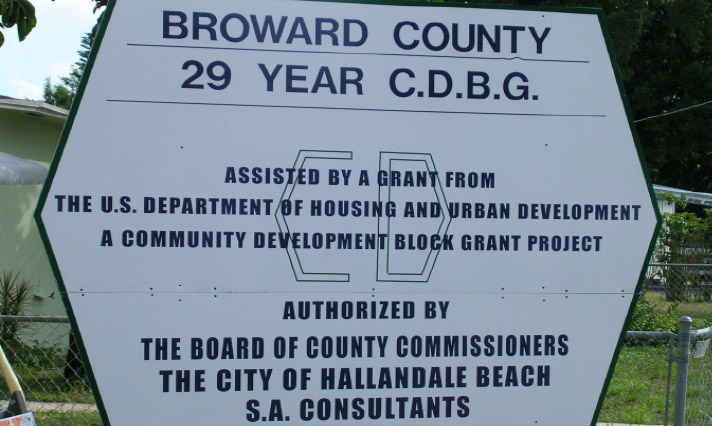 BROWARD COUNTY
29 YEAR C.D.B.G.
CD
ASSISTED BY A GRANT FROM
THE U.S. DEPARTMENT OF HOUSING AND URBAN DEVELOPMENT
A COMMUNITY DEVELOPMENT BLOCK GRANT PROJECT
AUTHORIZED BY
THE BOARD OF COUNTY COMMISSIONERS
THE CITY OF HALLANDALE BEACH
S.A. CONSULTANTS